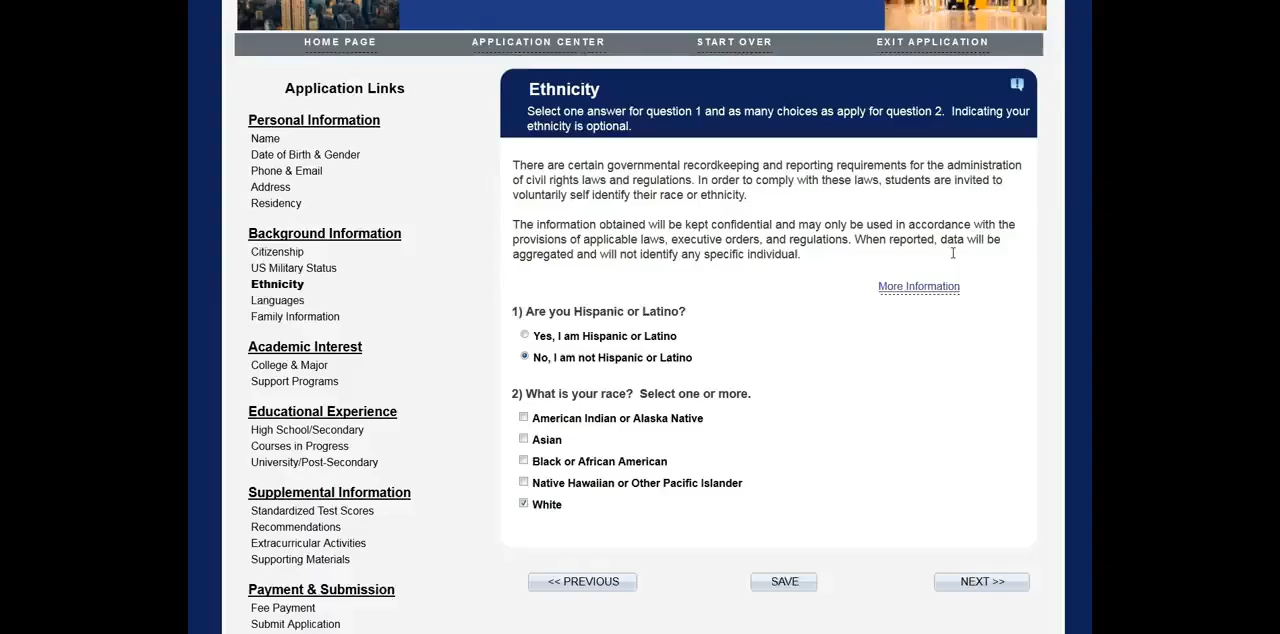 HOME PAGE APPLICATION CENTER START OVER EXIT APPLICATION
Application Links
Personal Information
Name
Date of Birth & Gender
Phone & Email
Address
Residency
Background Information
Citizenship
US Military Status
Ethnicity
Languages
Family Information
Academic Interest
College & Major
Support Programs
Educational Experience
High School/Secondary
Courses in Progress
University/Post-Secondary
Supplemental Information
Standardized Test Scores
Recommendations
Extracurricular Activities
Supporting Materials
Payment & Submission
Fee Payment
Submit Application
Ethnicity
Select one answer for question 1 and as many choices as apply for question 2. Indicating your
ethnicity is optional.
There are certain governmental recordkeeping and reporting requirements for the administration
of civil rights laws and regulations. In order to comply with these laws, students are invited to
voluntarily self identify their race or ethnicity.
The information obtained will be kept confidential and may only be used in accordance with the
provisions of applicable laws, executive orders, and regulations. When reported, data will be
aggregated and will not identify any specific individual.
More Information
1) Are you Hispanic or Latino?
Yes, I am Hispanic or Latino
No, I am not Hispanic or Latino
2) What is your race? Select one or more.
American Indian or Alaska Native
Asian
Black or African American
Native Hawaiian or Other Pacific Islander
White
<< PREVIOUS SAVE NEXT >>